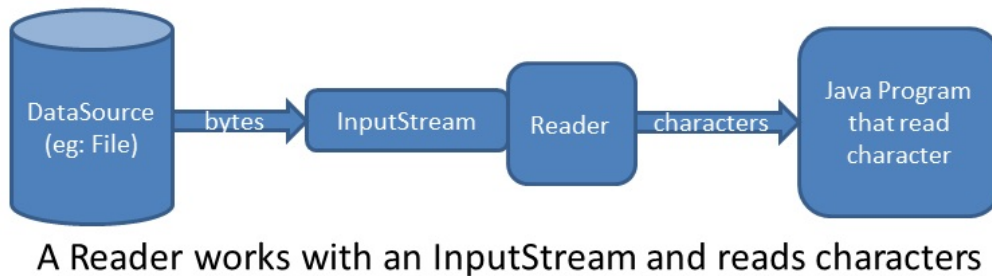 DataSource
(eg: File)
bytes
InputStream
Reader
characters
Java Program
that read
character
A Reader works with an InputStream and reads characters